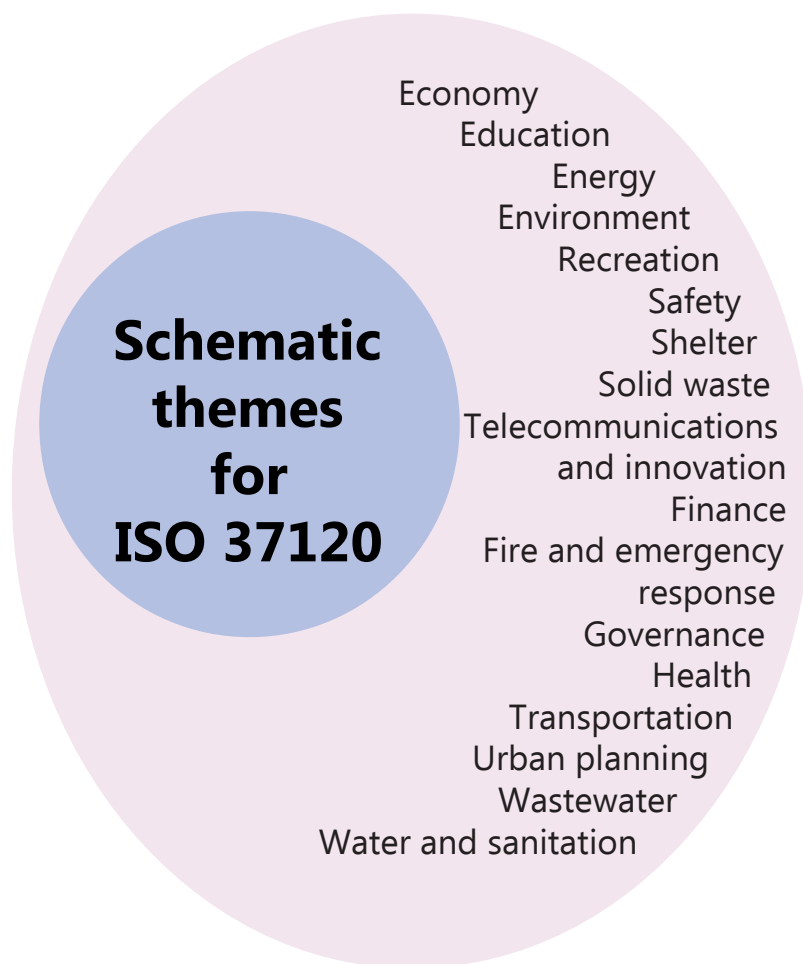 Schematic
themes
for
ISO 37120
Economy
Education
Energy
Environment
Recreation
Safety
Shelter
Solid waste
Telecommunications
and innovation
Finance
Fire and emergency
response
Governance
Health
Transportation
Urban planning
Wastewater
Water and sanitation